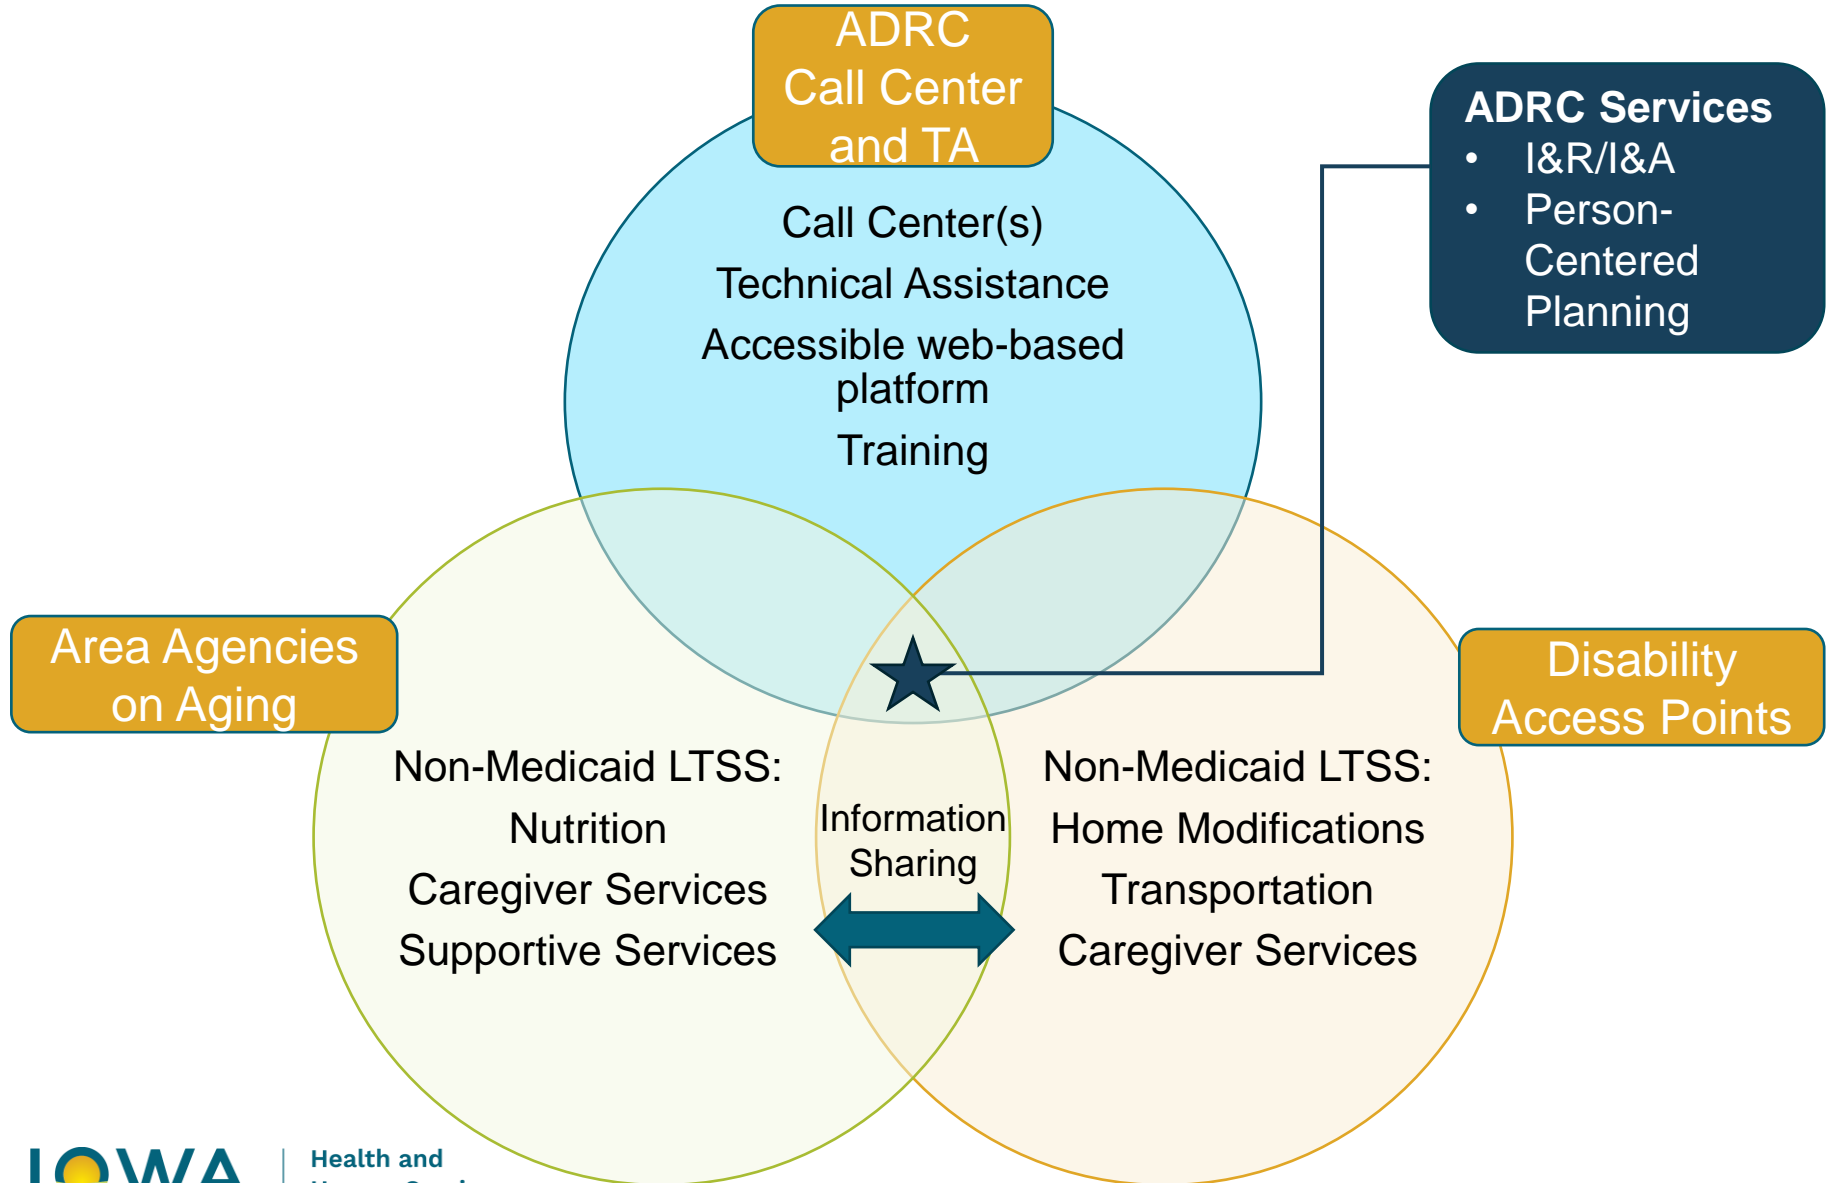 ADRC
Call Center
and TA
ADRC Services
• I&R/I&A
• Person-
Centered
Planning
Call Center(s)
Technical Assistance
Accessible web-based
platform
Training
Area Agencies
on Aging
Disability
Access Points
Non-Medicaid LTSS:
Nutrition
Caregiver Services
Supportive Services
Information
Sharing
Non-Medicaid LTSS:
Home Modifications
Transportation
Caregiver Services
IOWA
Health and